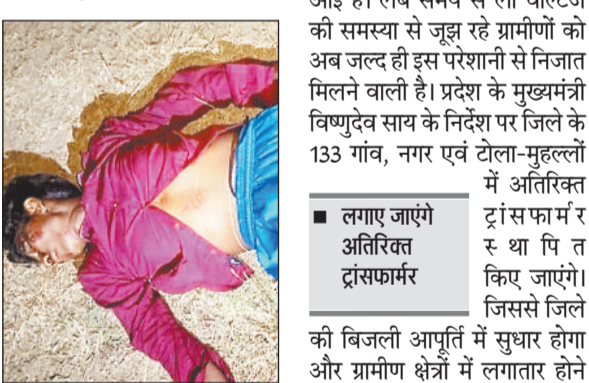 की समस्या से जूझ रहे ग्रामीणों को
अब जल्द ही इस परेशानी से निजात
मिलने वाली है। प्रदेश के मुख्यमंत्री
विष्णुदेव साय के निर्देश पर जिले के
133 गांव, नगर एवं टोला-मुहल्लों
में अतिरिक्त
ट्रांसफार्मर
स्थापित
किए जाएंगे।
जिससे जिले
की बिजली आपूर्ति में सुधार होगा
और ग्रामीण क्षेत्रों में लगातार होने
■ लगाए जाएंगे
अतिरिक्त
ट्रांसफार्मर